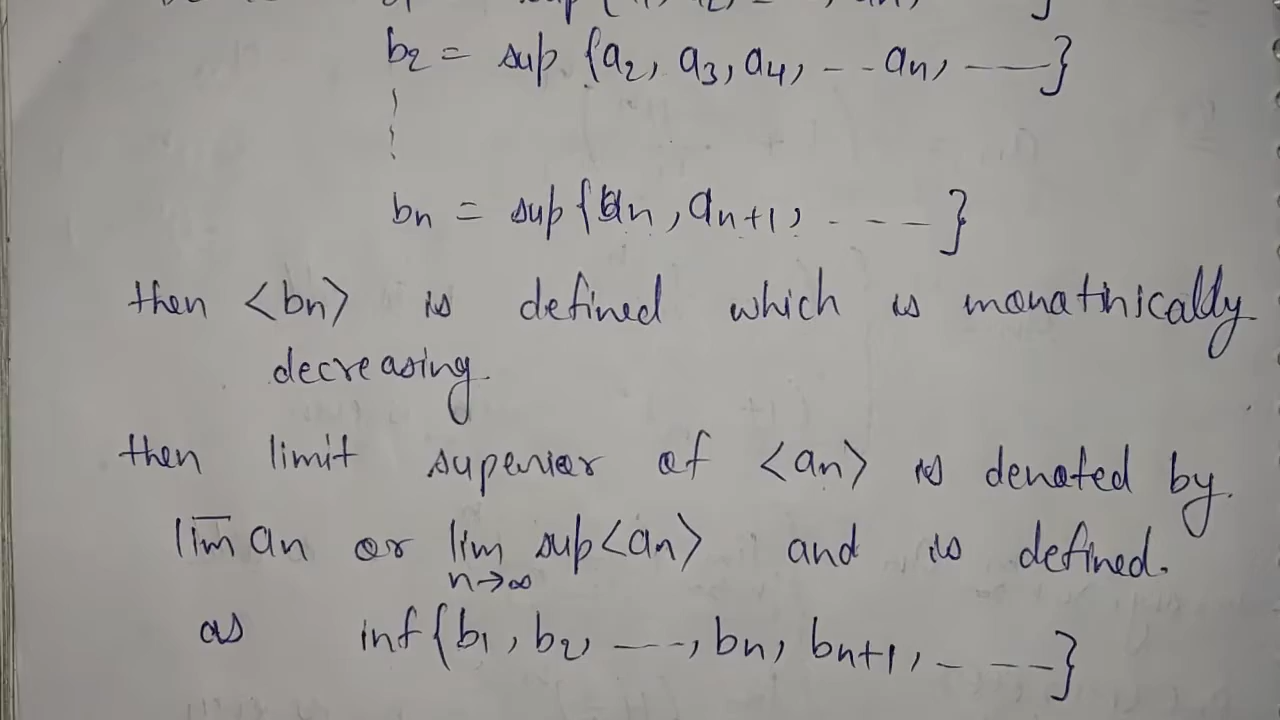 b₂ = sup {a₂, a₃, a₄, -- aₙ, ——}
bₙ = sup {aₙ, aₙ₊₁, - - - —}
then <bₙ> is defined which is monatinically
decreasing.
then limit superior of <aₙ> is denoted by.
lim̅ aₙ or lim sup <aₙ> and is defined.
n→∞
as inf {b₁, b₂, ——, bₙ, bₙ₊₁, - - --}